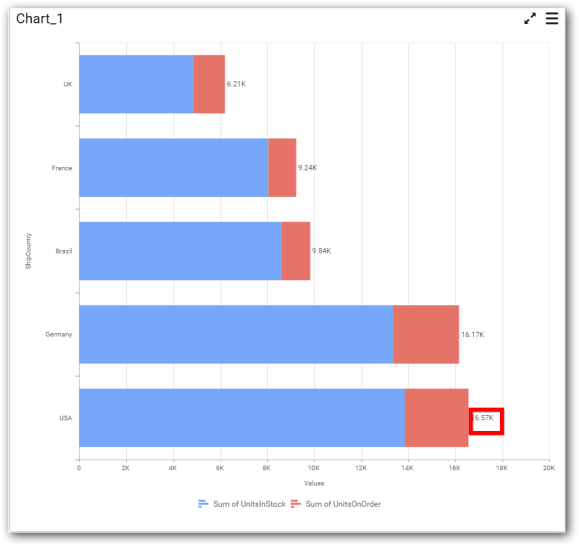 Chart_1
UK
6.21K
France
9.24K
ShipCountry
Brazil
9.84K
Germany
16.17K
USA
6.57K
0 2K 4K 6K 8K 10K 12K 14K 16K 18K 20K
Values
Sum of UnitsInStock Sum of UnitsOnOrder